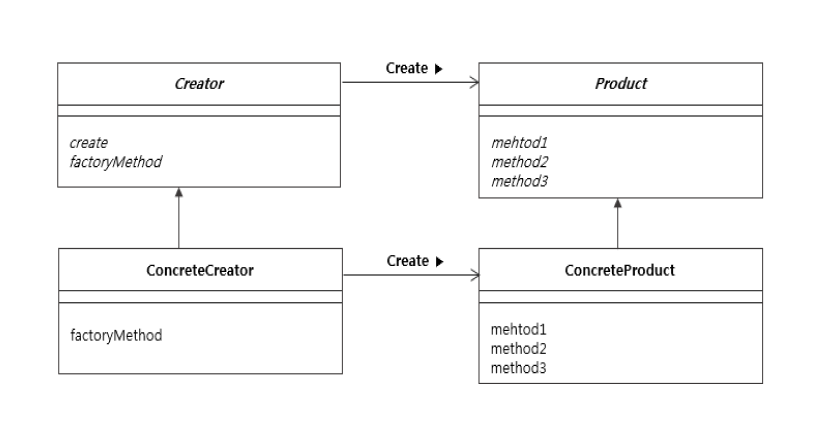 Create ▶
Creator
Product
create
factoryMethod
mehtod1
method2
method3
Create ▶
ConcreteCreator
ConcreteProduct
factoryMethod
mehtod1
method2
method3